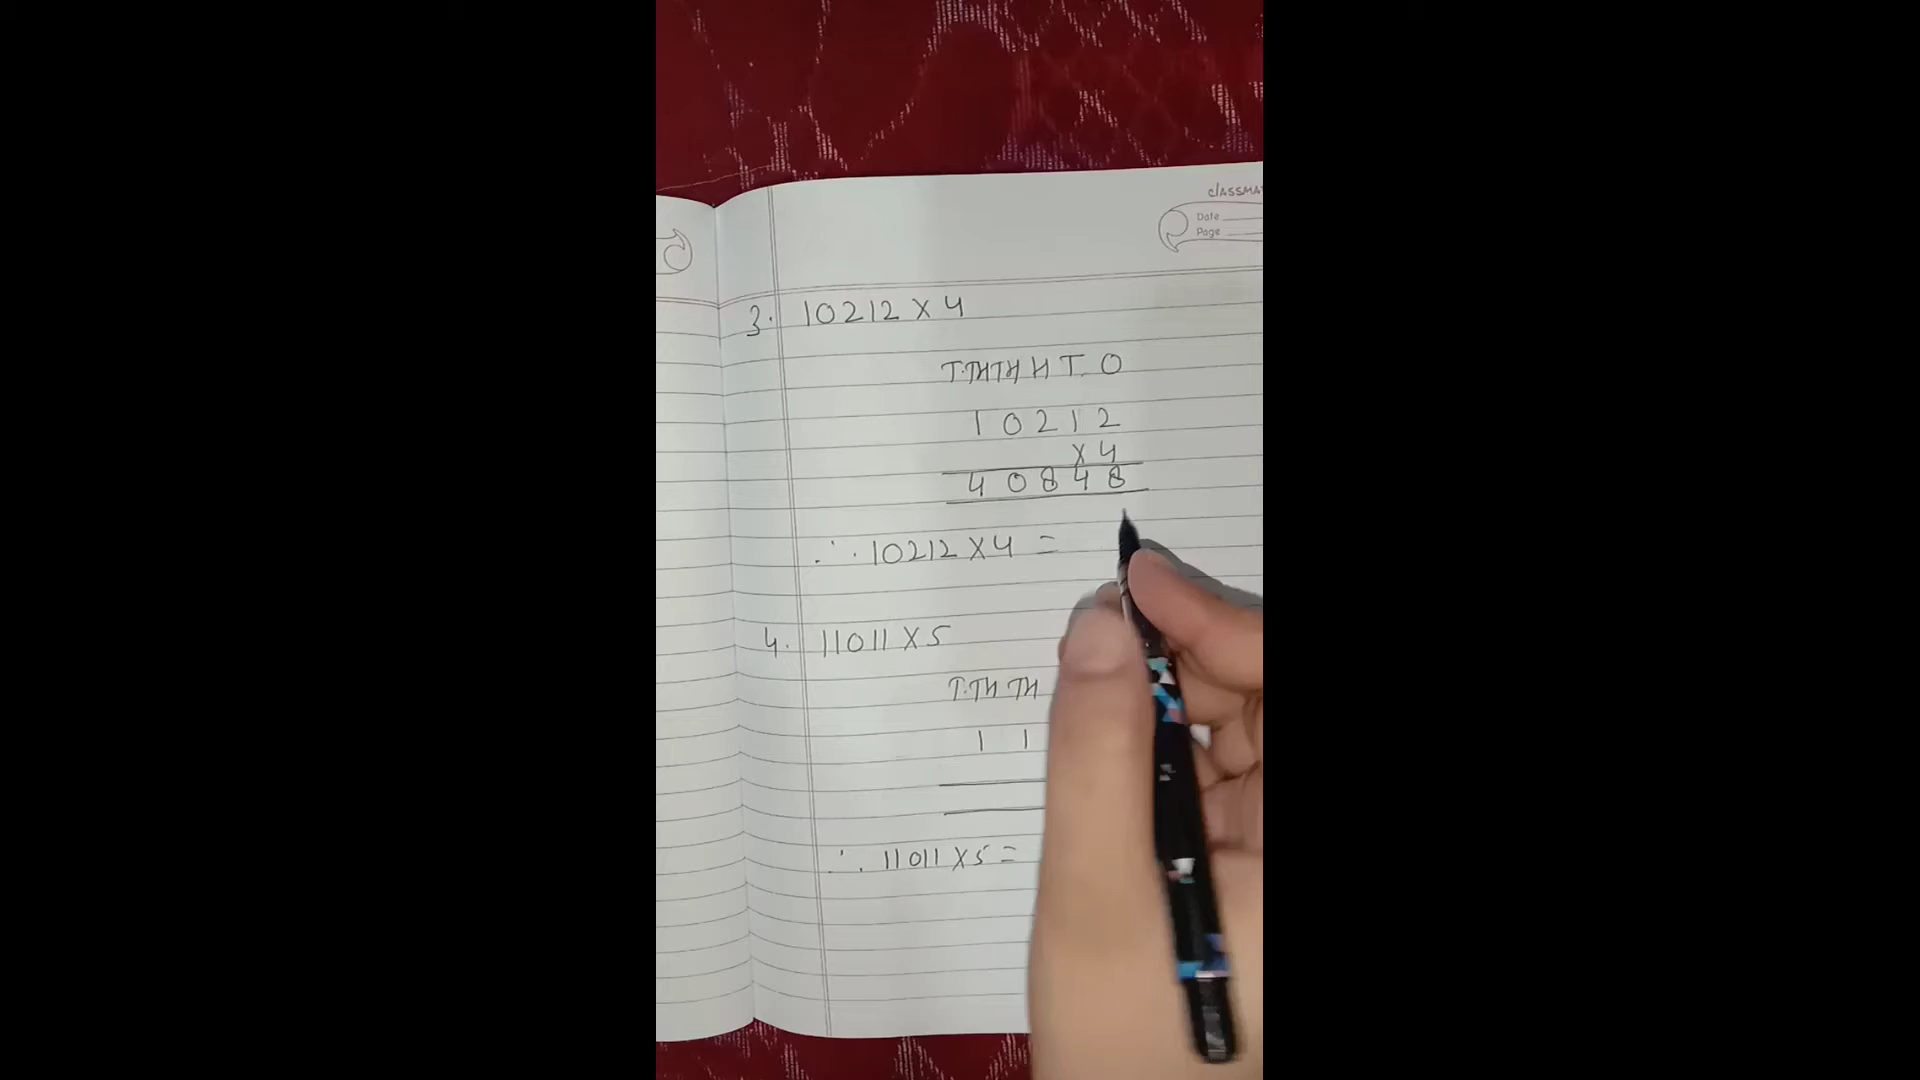 classma
Date
Page
3. 10212 x 4
T.TH TH H T. O
1 0 2 1 2
x 4
4 0 8 4 8
∴ 10212 x 4 =
4. 11011 x 5
T.TH TH
1 1
∴ 11011 x 5 =